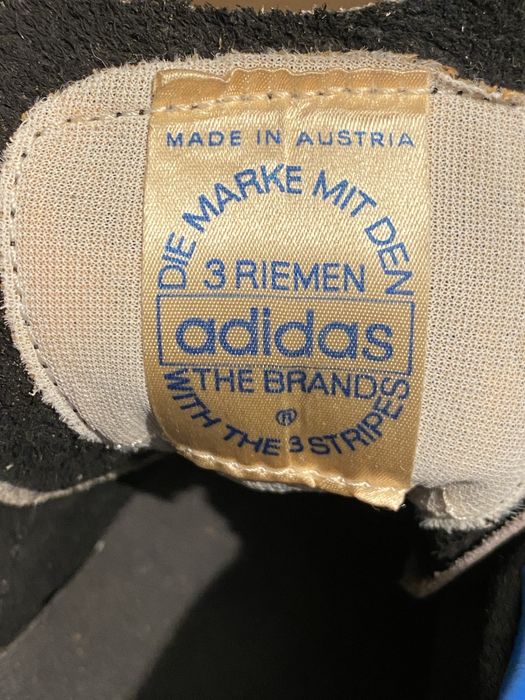 MADE IN AUSTRIA
DIE MARKE MIT DEN
3 RIEMEN
adidas
THE BRAND
WITH THE 3 STRIPES
®